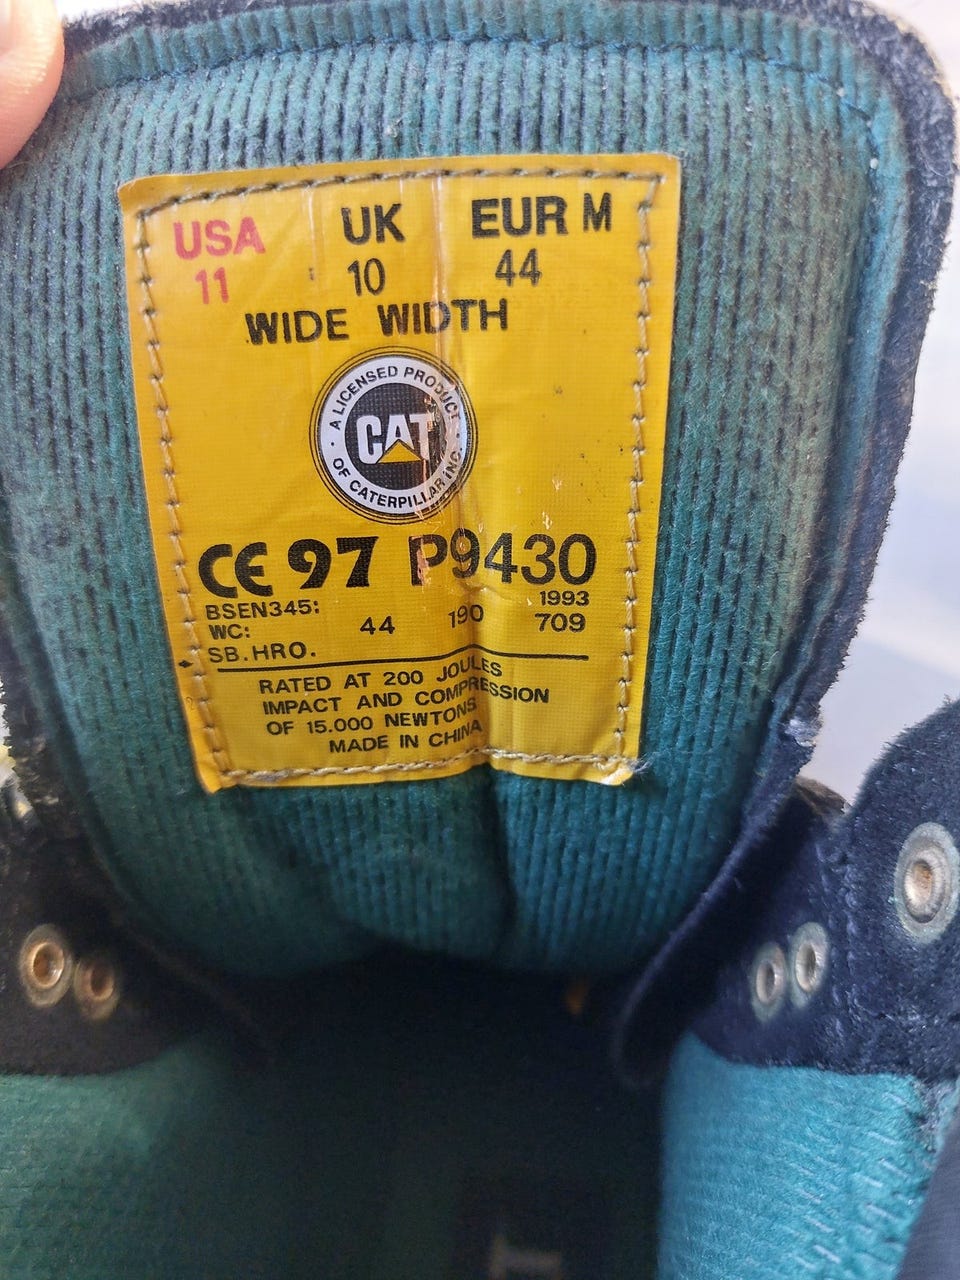 USA UK EUR M
11 10 44
WIDE WIDTH
A LICENSED PRODUCT
CAT
OF CATERPILLAR INC.
CE 97 P9430
BSEN345: 1993
WC: 44 190 709
SB.HRO.
RATED AT 200 JOULES
IMPACT AND COMPRESSION
OF 15.000 NEWTONS
MADE IN CHINA